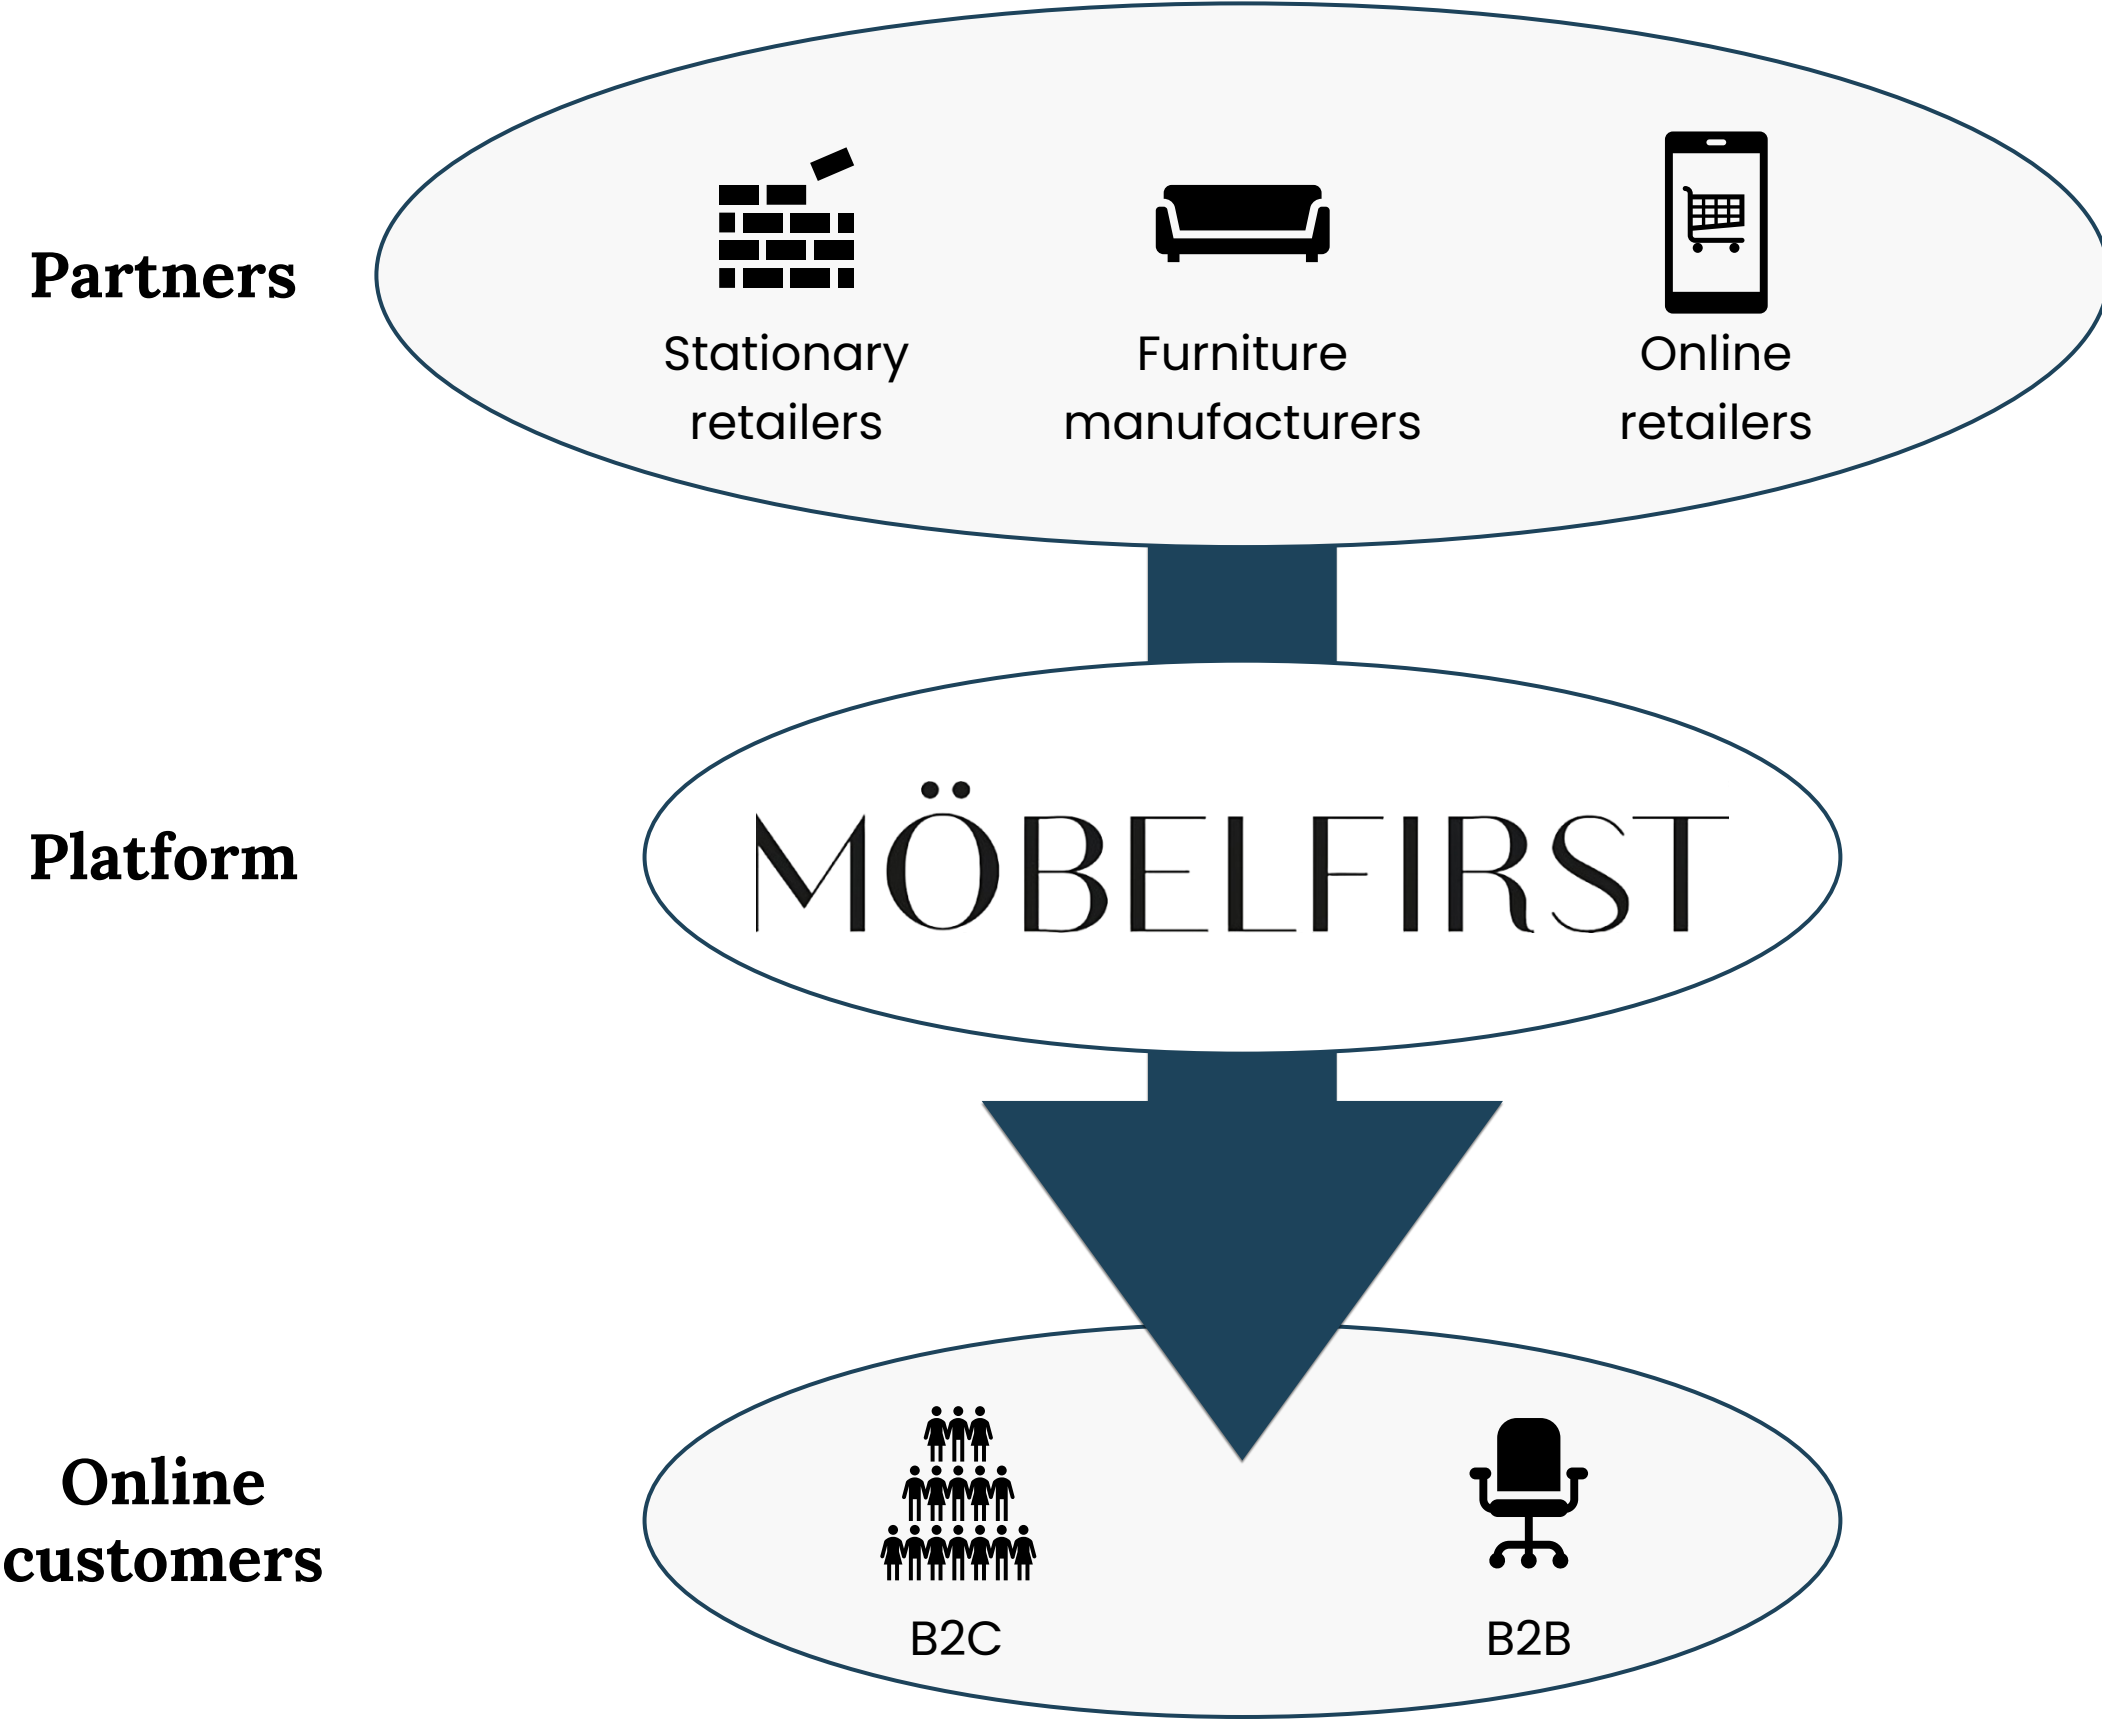 Partners
Stationary
retailers
Furniture
manufacturers
Online
retailers
Platform
MÖBELFIRST
Online
customers
B2C
B2B